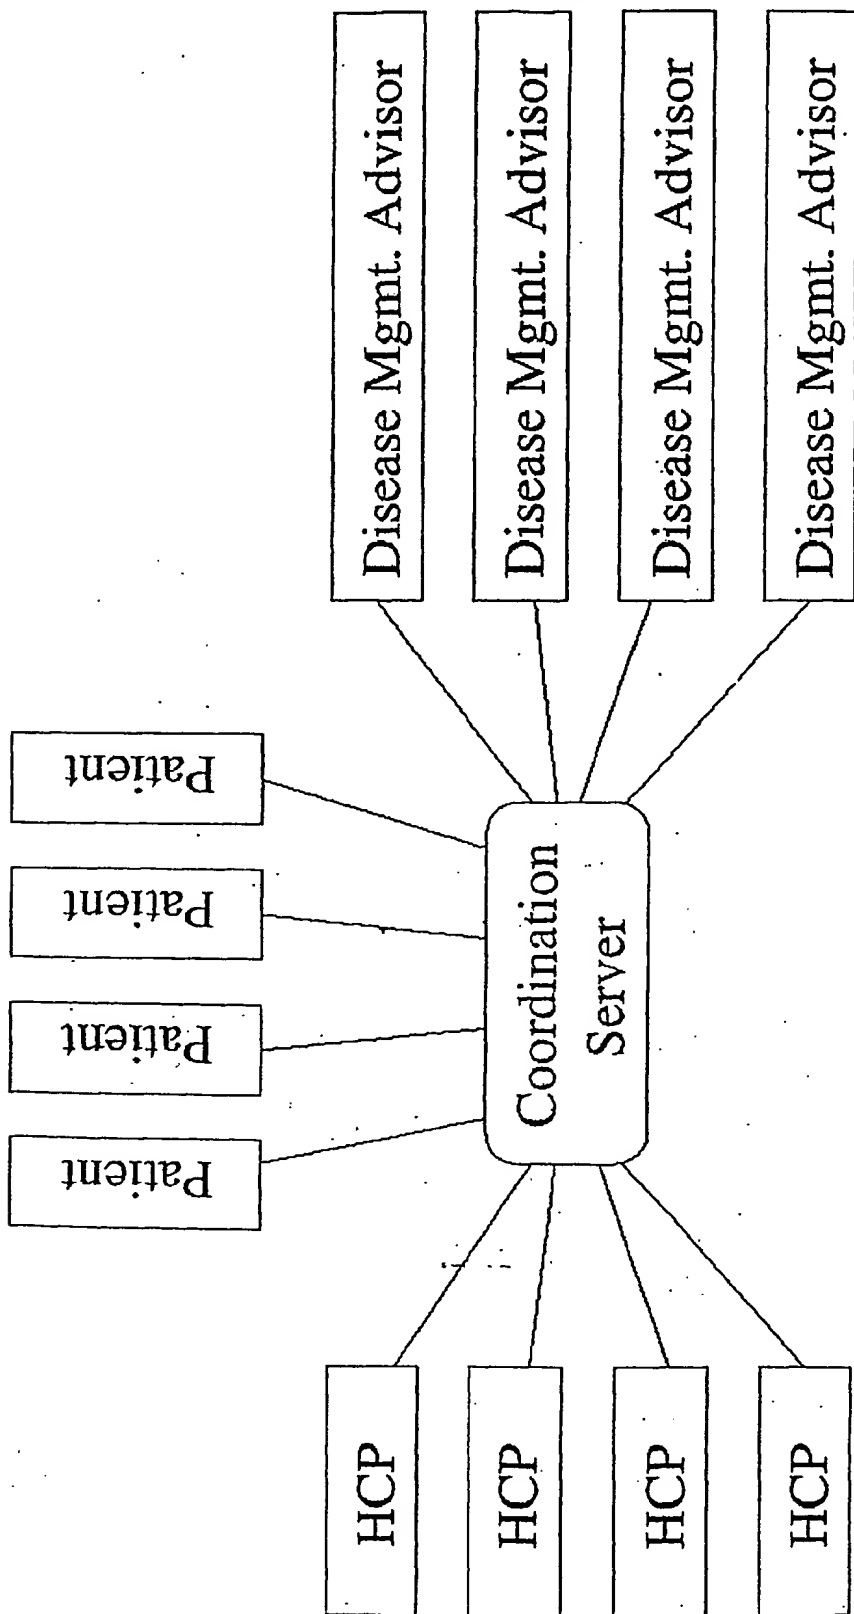 Patient
Patient
Patient
Patient
HCP
HCP
HCP
HCP
Coordination
Server
Disease Mgmt. Advisor
Disease Mgmt. Advisor
Disease Mgmt. Advisor
Disease Mgmt. Advisor